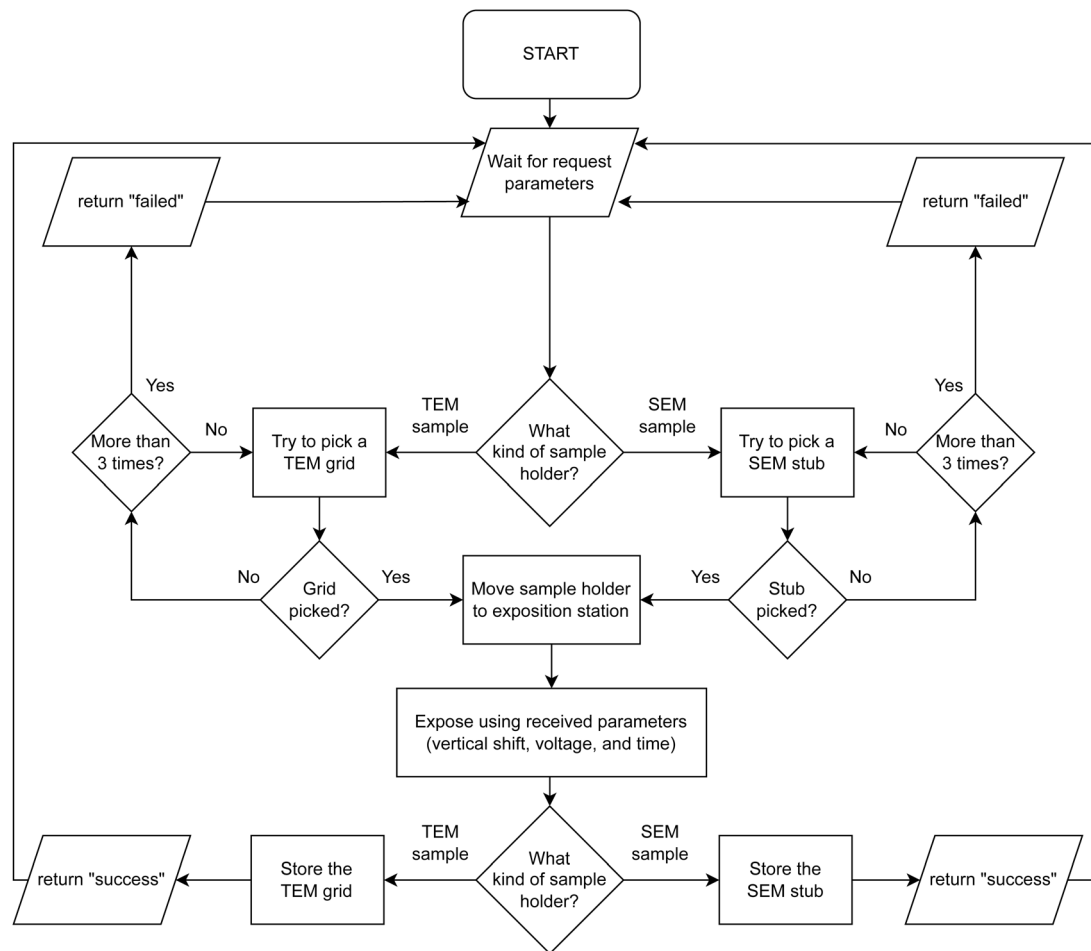 START
Wait for request
parameters
return "failed"
return "failed"
Yes
Yes
More than
3 times?
No
Try to pick a
TEM grid
TEM
sample
What
kind of sample
holder?
SEM
sample
Try to pick a
SEM stub
No
More than
3 times?
No
Grid
picked?
Yes
Move sample holder
to exposition station
Yes
Stub
picked?
No
Expose using received parameters
(vertical shift, voltage, and time)
return "success"
Store the
TEM grid
TEM
sample
What
kind of sample
holder?
SEM
sample
Store the
SEM stub
return "success"